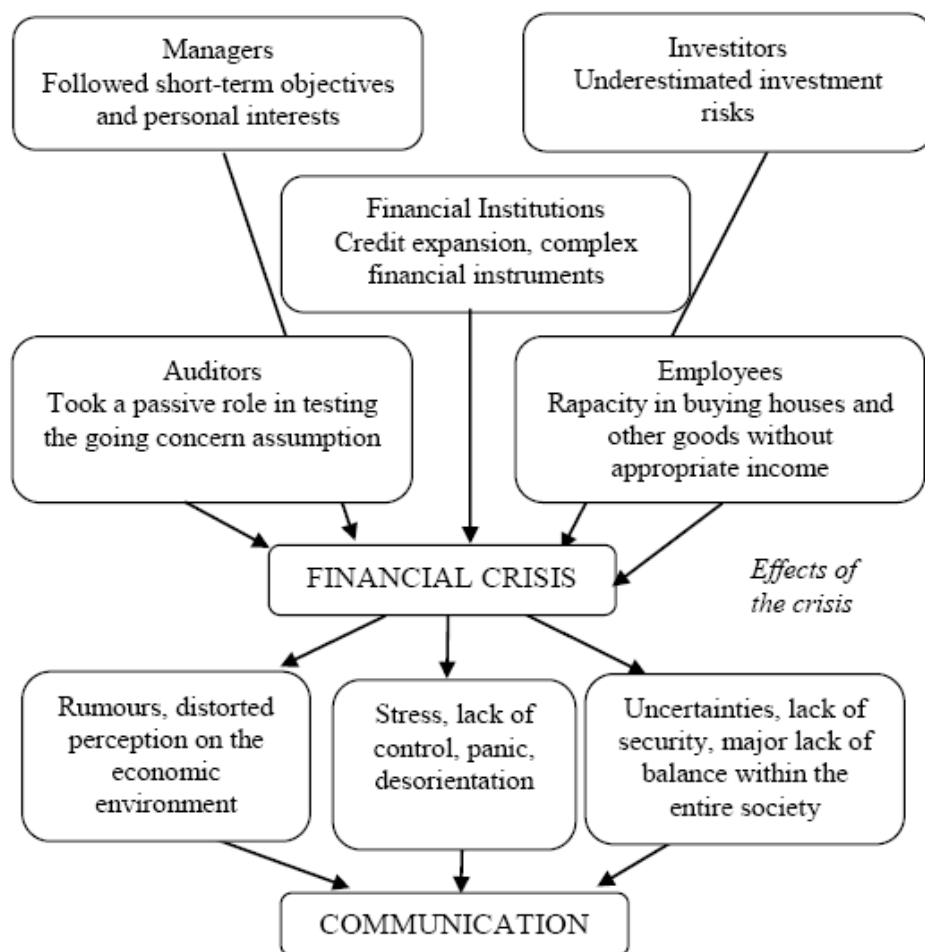 Managers
Followed short-term objectives
and personal interests
Investitors
Underestimated investment
risks
Financial Institutions
Credit expansion, complex
financial instruments
Auditors
Took a passive role in testing
the going concern assumption
Employees
Rapacity in buying houses and
other goods without
appropriate income
FINANCIAL CRISIS
Effects of
the crisis
Rumours, distorted
perception on the
economic
environment
Stress, lack of
control, panic,
desorientation
Uncertainties, lack of
security, major lack of
balance within the
entire society
COMMUNICATION